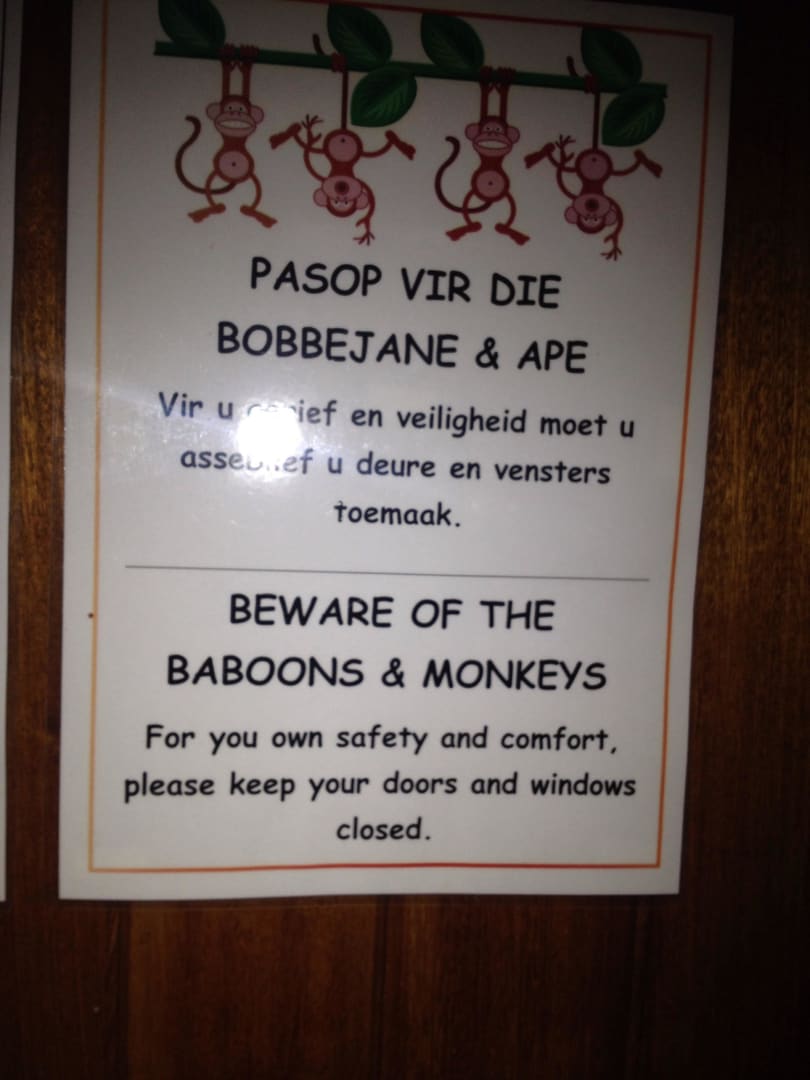 PASOP VIR DIE
BOBBEJANE & APE
Vir u en veiligheid moet u
u deure en vensters
toemaak.
BEWARE OF THE
BABOONS & MONKEYS
For you own safety and comfort,
please keep your doors and windows
closed.